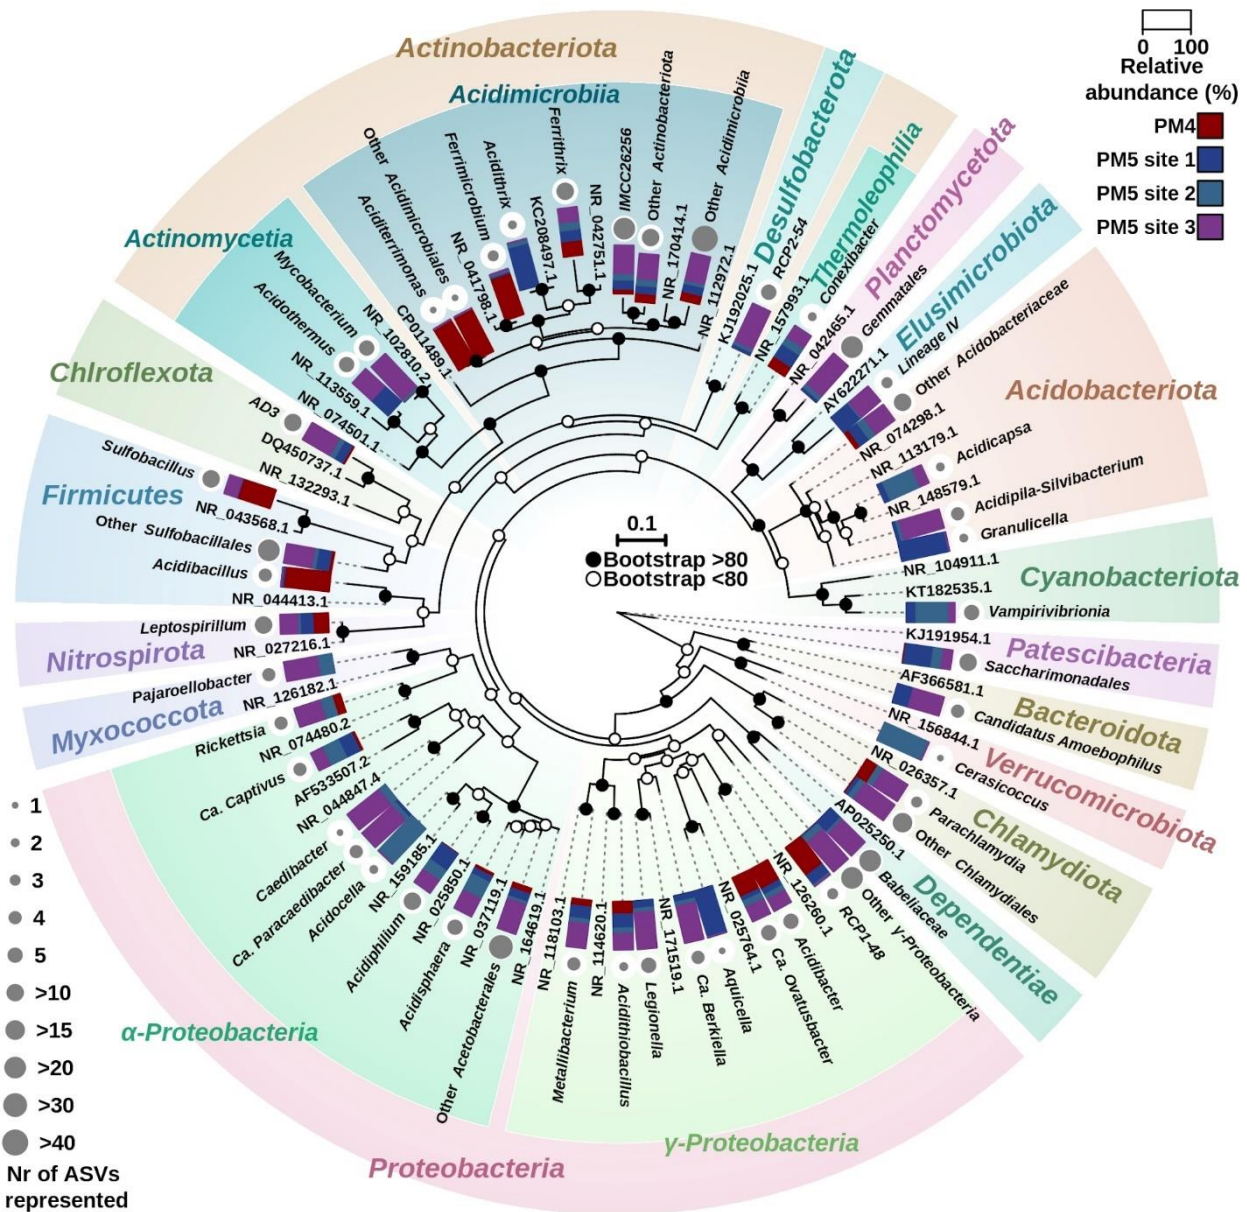 Actinobacteriota
Acidimicrobiia
Actinomycetia
Chlroflexota
Firmicutes
Nitrospirota
Myxococcota
α-Proteobacteria
Proteobacteria
γ-Proteobacteria
Desulfobacterota
Thermoleophilia
Planctomycetota
Elusimicrobiota
Acidobacteriota
Cyanobacteriota
Patescibacteria
Bacteroidota
Verrucomicrobiota
Chlamydiota
Dependentiae
0 100
Relative
abundance (%)
PM4
PM5 site 1
PM5 site 2
PM5 site 3
0.1
Bootstrap >80
Bootstrap <80
Sulfobacillus
NR_043568.1
Other Sulfobacillales
Acidibacillus
NR_044413.1
Leptospirillum
NR_027216.1
Pajaroellobacter
NR_126182.1
Rickettsia
NR_074480.2
Ca. Captivus
AF533507.2
NR_044847.4
Caedibacter
Ca. Paracaedibacter
Acidocella
NR_159185.1
Acidiphilium
NR_025850.1
Acidisphaera
NR_037119.1
Other Acetobacterales
NR_164619.1
NR_118103.1
Metallibacterium
NR_114620.1
Acidithiobacillus
Legionella
NR_171519.1
Ca. Berkiella
Aquicella
NR_025764.1
Ca. Ovatusbacter
Acidibacter
NR_126260.1
RCP1-48
Other γ-Proteobacteria
Babeliaceae
AP025250.1
Other Chlamydiales
Parachlamydia
NR_026357.1
Cerasicoccus
NR_156844.1
Candidatus Amoebophilus
AF366581.1
Saccharimonadales
KJ191954.1
Vampirivibrionia
KT182535.1
NR_104911.1
Granulicella
Acidipila-Silvibacterium
NR_148579.1
Acidicapsa
NR_113179.1
NR_074298.1
Other Acidobacteriaceae
Lineage IV
AY622271.1
Gemmatales
NR_042465.1
Conexibacter
NR_157993.1
RCP2-54
KJ192025.1
NR_112972.1
Other Acidimicrobiia
NR_170414.1
Other Actinobacteriota
IMCC26256
NR_042751.1
Ferrithrix
KC208497.1
Acidithrix
NR_041798.1
Ferrimicrobium
Other Acidimicrobiales
Aciditerrimonas
CP011489.1
NR_102810.2
Mycobacterium
Acidothermus
NR_113559.1
NR_074501.1
AD3
DQ450737.1
NR_132293.1
1
2
3
4
5
>10
>15
>20
>30
>40
Nr of ASVs
represented